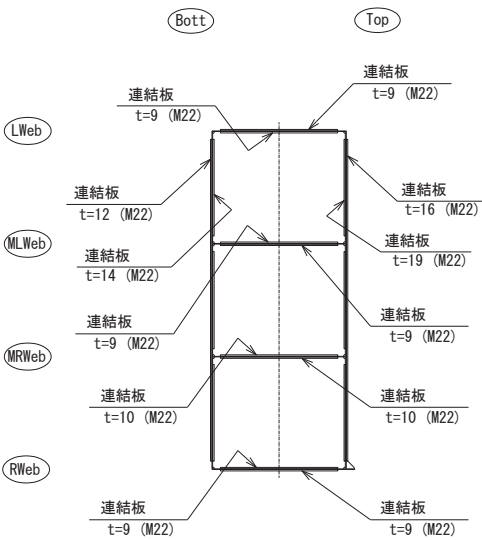 Bott
Top
連結板
t=9 (M22)
連結板
t=9 (M22)
LWeb
連結板
t=12 (M22)
連結板
t=16 (M22)
MLWeb
連結板
t=14 (M22)
連結板
t=19 (M22)
連結板
t=9 (M22)
連結板
t=9 (M22)
MRWeb
連結板
t=10 (M22)
連結板
t=10 (M22)
RWeb
連結板
t=9 (M22)
連結板
t=9 (M22)